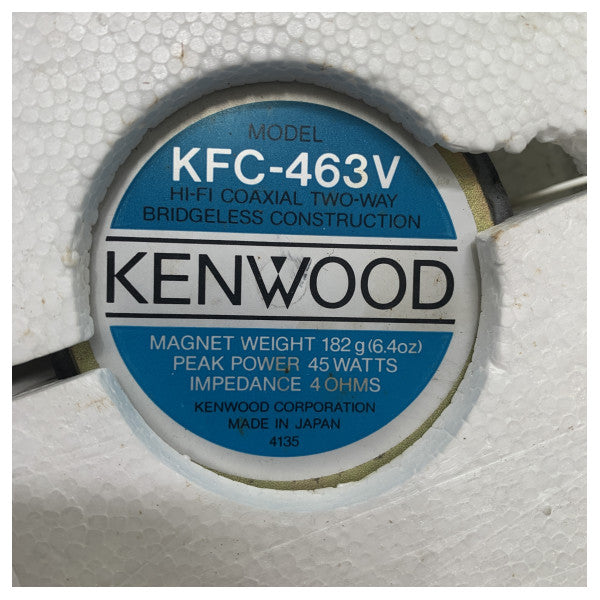 MODEL
KFC-463V
HI-FI COAXIAL TWO-WAY
BRIDGELESS CONSTRUCTION
KENWOOD
MAGNET WEIGHT 182 g (6.4oz)
PEAK POWER 45 WATTS
IMPEDANCE 4 OHMS
KENWOOD CORPORATION
MADE IN JAPAN
4135